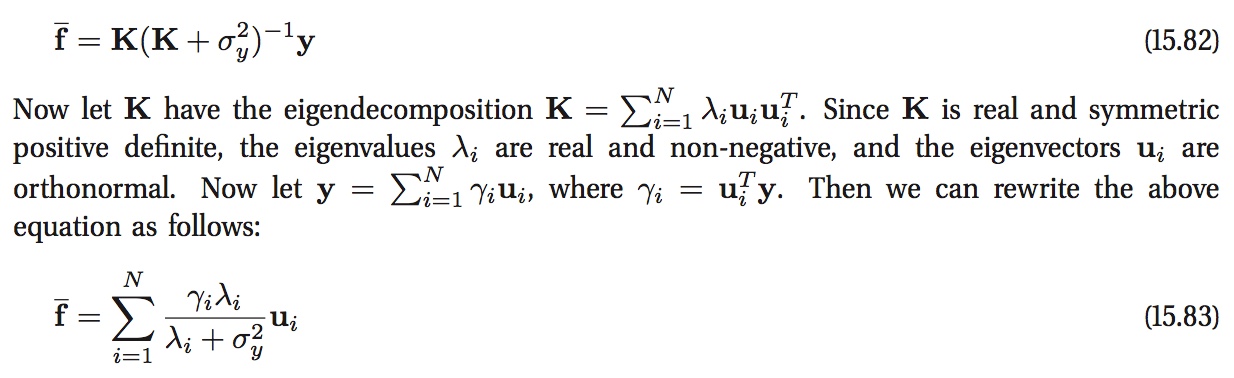 f̄ = K(K + σ_y^2)^{-1}y (15.82)
Now let K have the eigendecomposition K = ∑_{i=1}^N λ_i u_i u_i^T. Since K is real and symmetric
positive definite, the eigenvalues λ_i are real and non-negative, and the eigenvectors u_i are
orthonormal. Now let y = ∑_{i=1}^N γ_i u_i, where γ_i = u_i^T y. Then we can rewrite the above
equation as follows:
f̄ = ∑_{i=1}^N \frac{γ_i λ_i}{λ_i + σ_y^2} u_i (15.83)